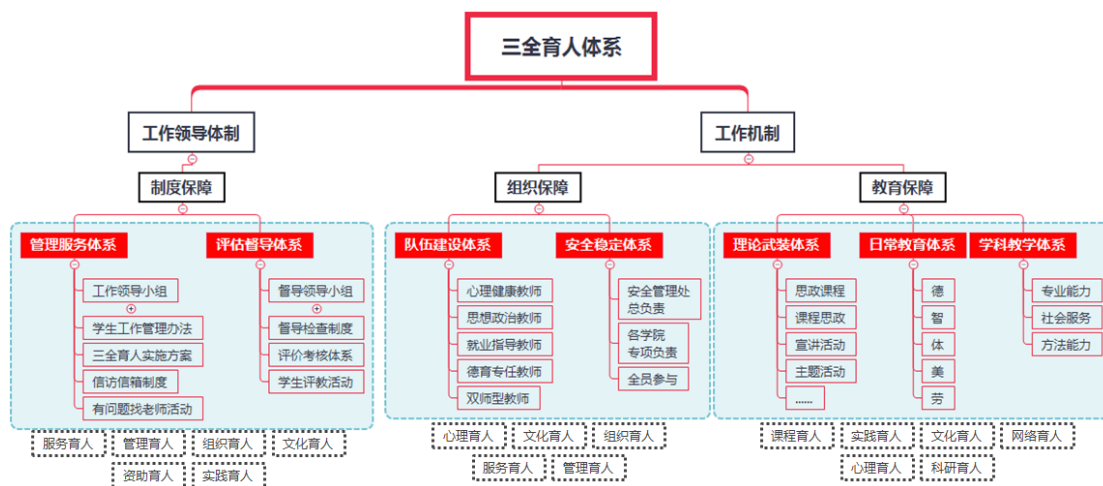 三全育人体系
工作领导体制
工作机制
制度保障
组织保障
教育保障
管理服务体系
评估督导体系
队伍建设体系
安全稳定体系
理论武装体系
日常教育体系
学科教学体系
工作领导小组
学生工作管理办法
三全育人实施方案
信访信箱制度
有问题找老师活动
督导领导小组
督导检查制度
评价考核体系
学生评教活动
心理健康教师
思想政治教师
就业指导教师
德育专任教师
双师型教师
安全管理处
总负责
各学院
专项负责
全员参与
思政课程
课程思政
宣讲活动
主题活动
......
德
智
体
美
劳
专业能力
社会服务
方法能力
服务育人
管理育人
组织育人
文化育人
资助育人
实践育人
心理育人
文化育人
组织育人
服务育人
管理育人
课程育人
实践育人
文化育人
网络育人
心理育人
科研育人